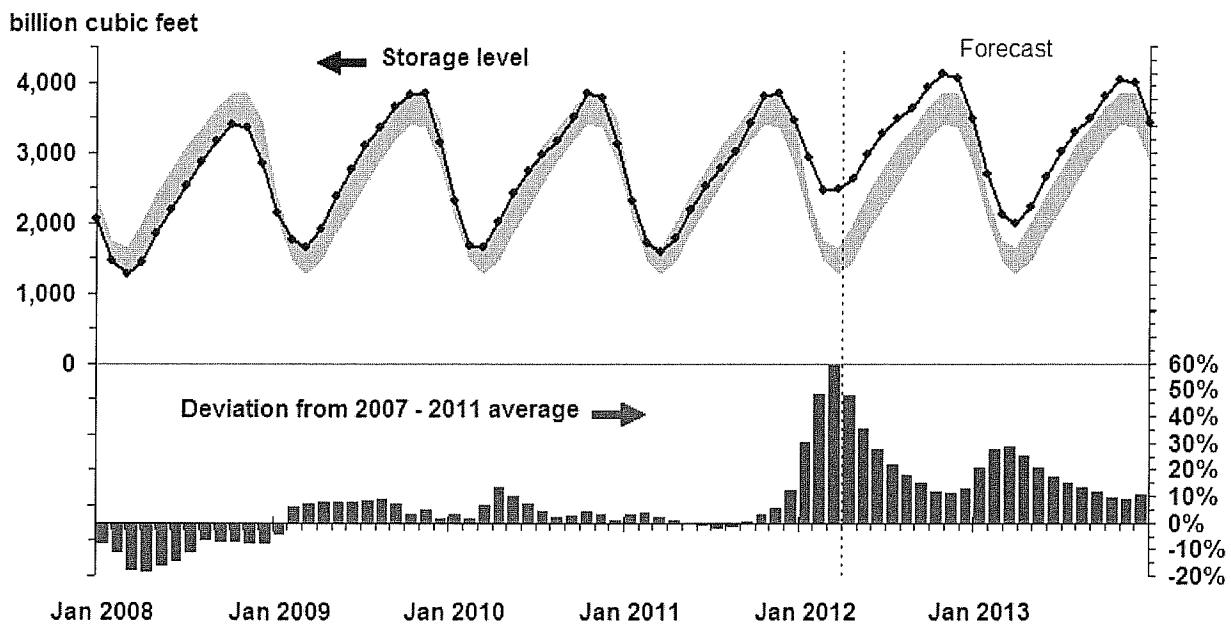 billion cubic feet
Storage level
Forecast
4,000
3,000
2,000
1,000
0
60%
50%
40%
30%
20%
10%
0%
-10%
-20%
Deviation from 2007 - 2011 average
Jan 2008
Jan 2009
Jan 2010
Jan 2011
Jan 2012
Jan 2013